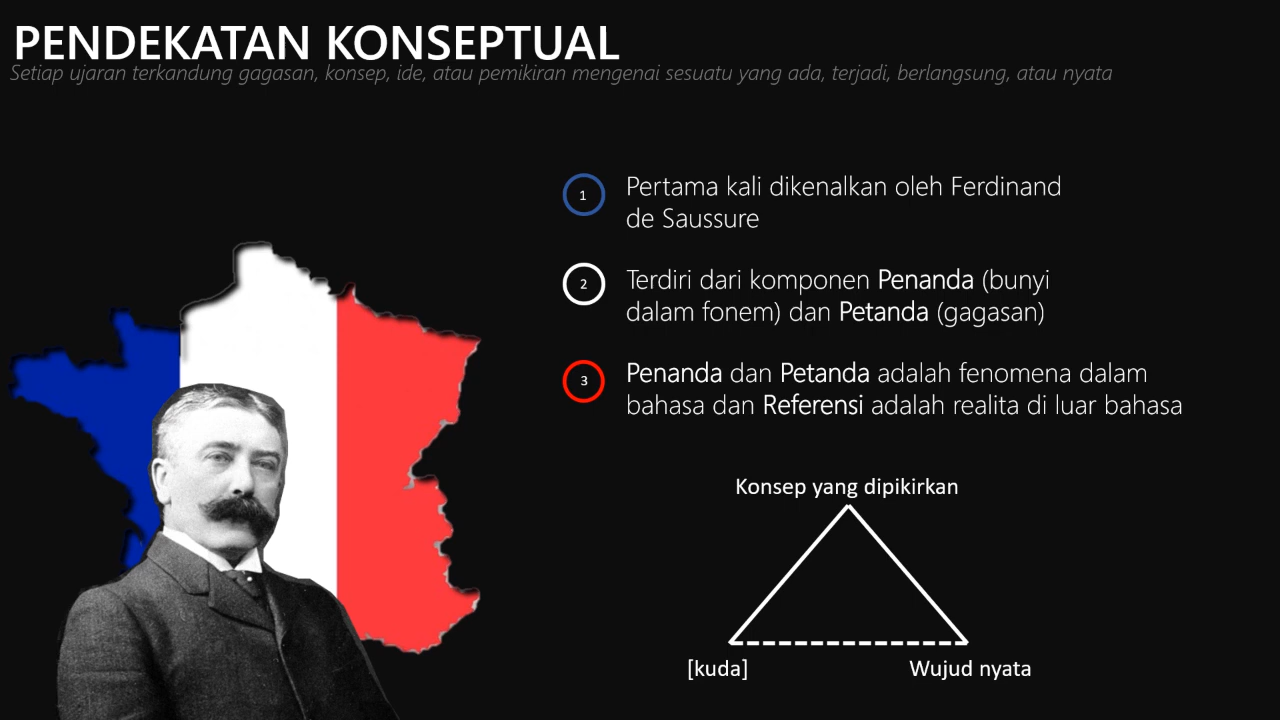 PENDEKATAN KONSEPTUAL
Setiap ujaran terkandung gagasan, konsep, ide, atau pemikiran mengenai sesuatu yang ada, terjadi, berlangsung, atau nyata
1
Pertama kali dikenalkan oleh Ferdinand
de Saussure
2
Terdiri dari komponen Penanda (bunyi
dalam fonem) dan Petanda (gagasan)
3
Penanda dan Petanda adalah fenomena dalam
bahasa dan Referensi adalah realita di luar bahasa
Konsep yang dipikirkan
[kuda]
Wujud nyata